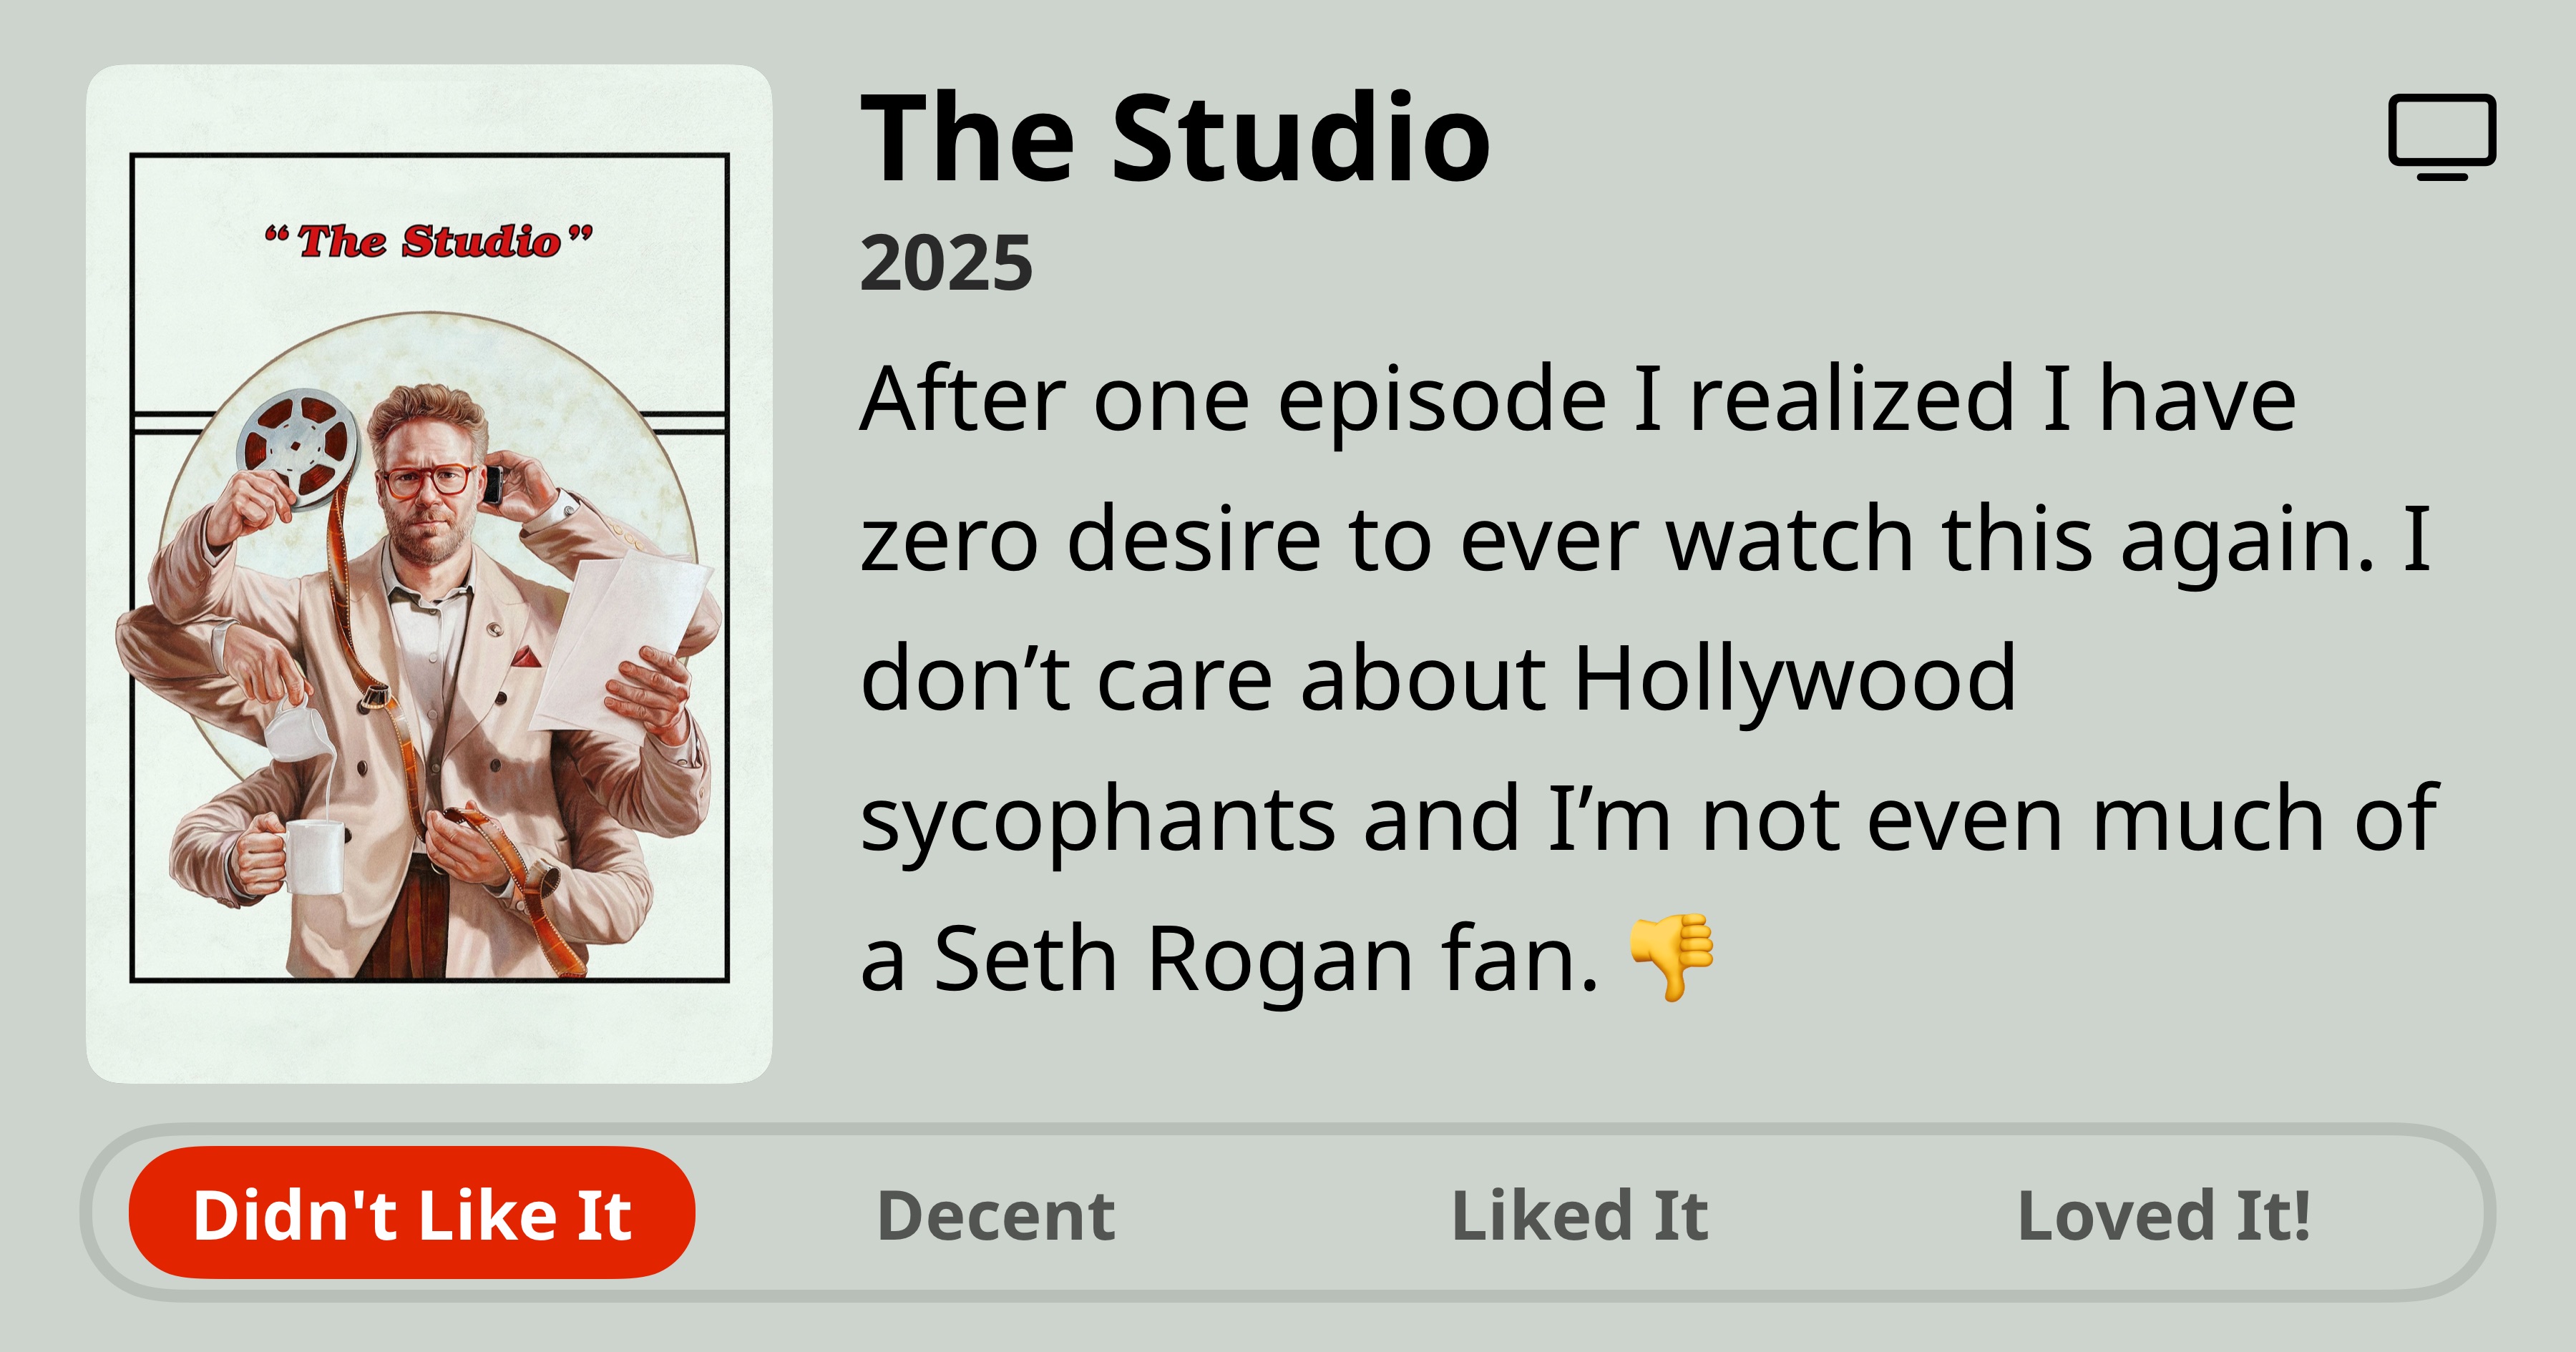 “The Studio”
The Studio
2025
After one episode I realized I have
zero desire to ever watch this again. I
don’t care about Hollywood
sycophants and I’m not even much of
a Seth Rogan fan. 👎
Didn't Like It
Decent
Liked It
Loved It!